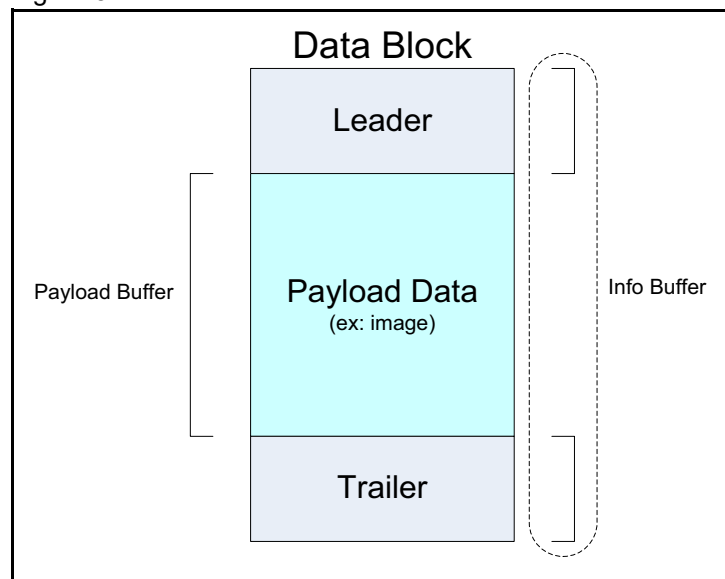 Data Block
Leader
Payload Buffer
Payload Data
(ex: image)
Info Buffer
Trailer